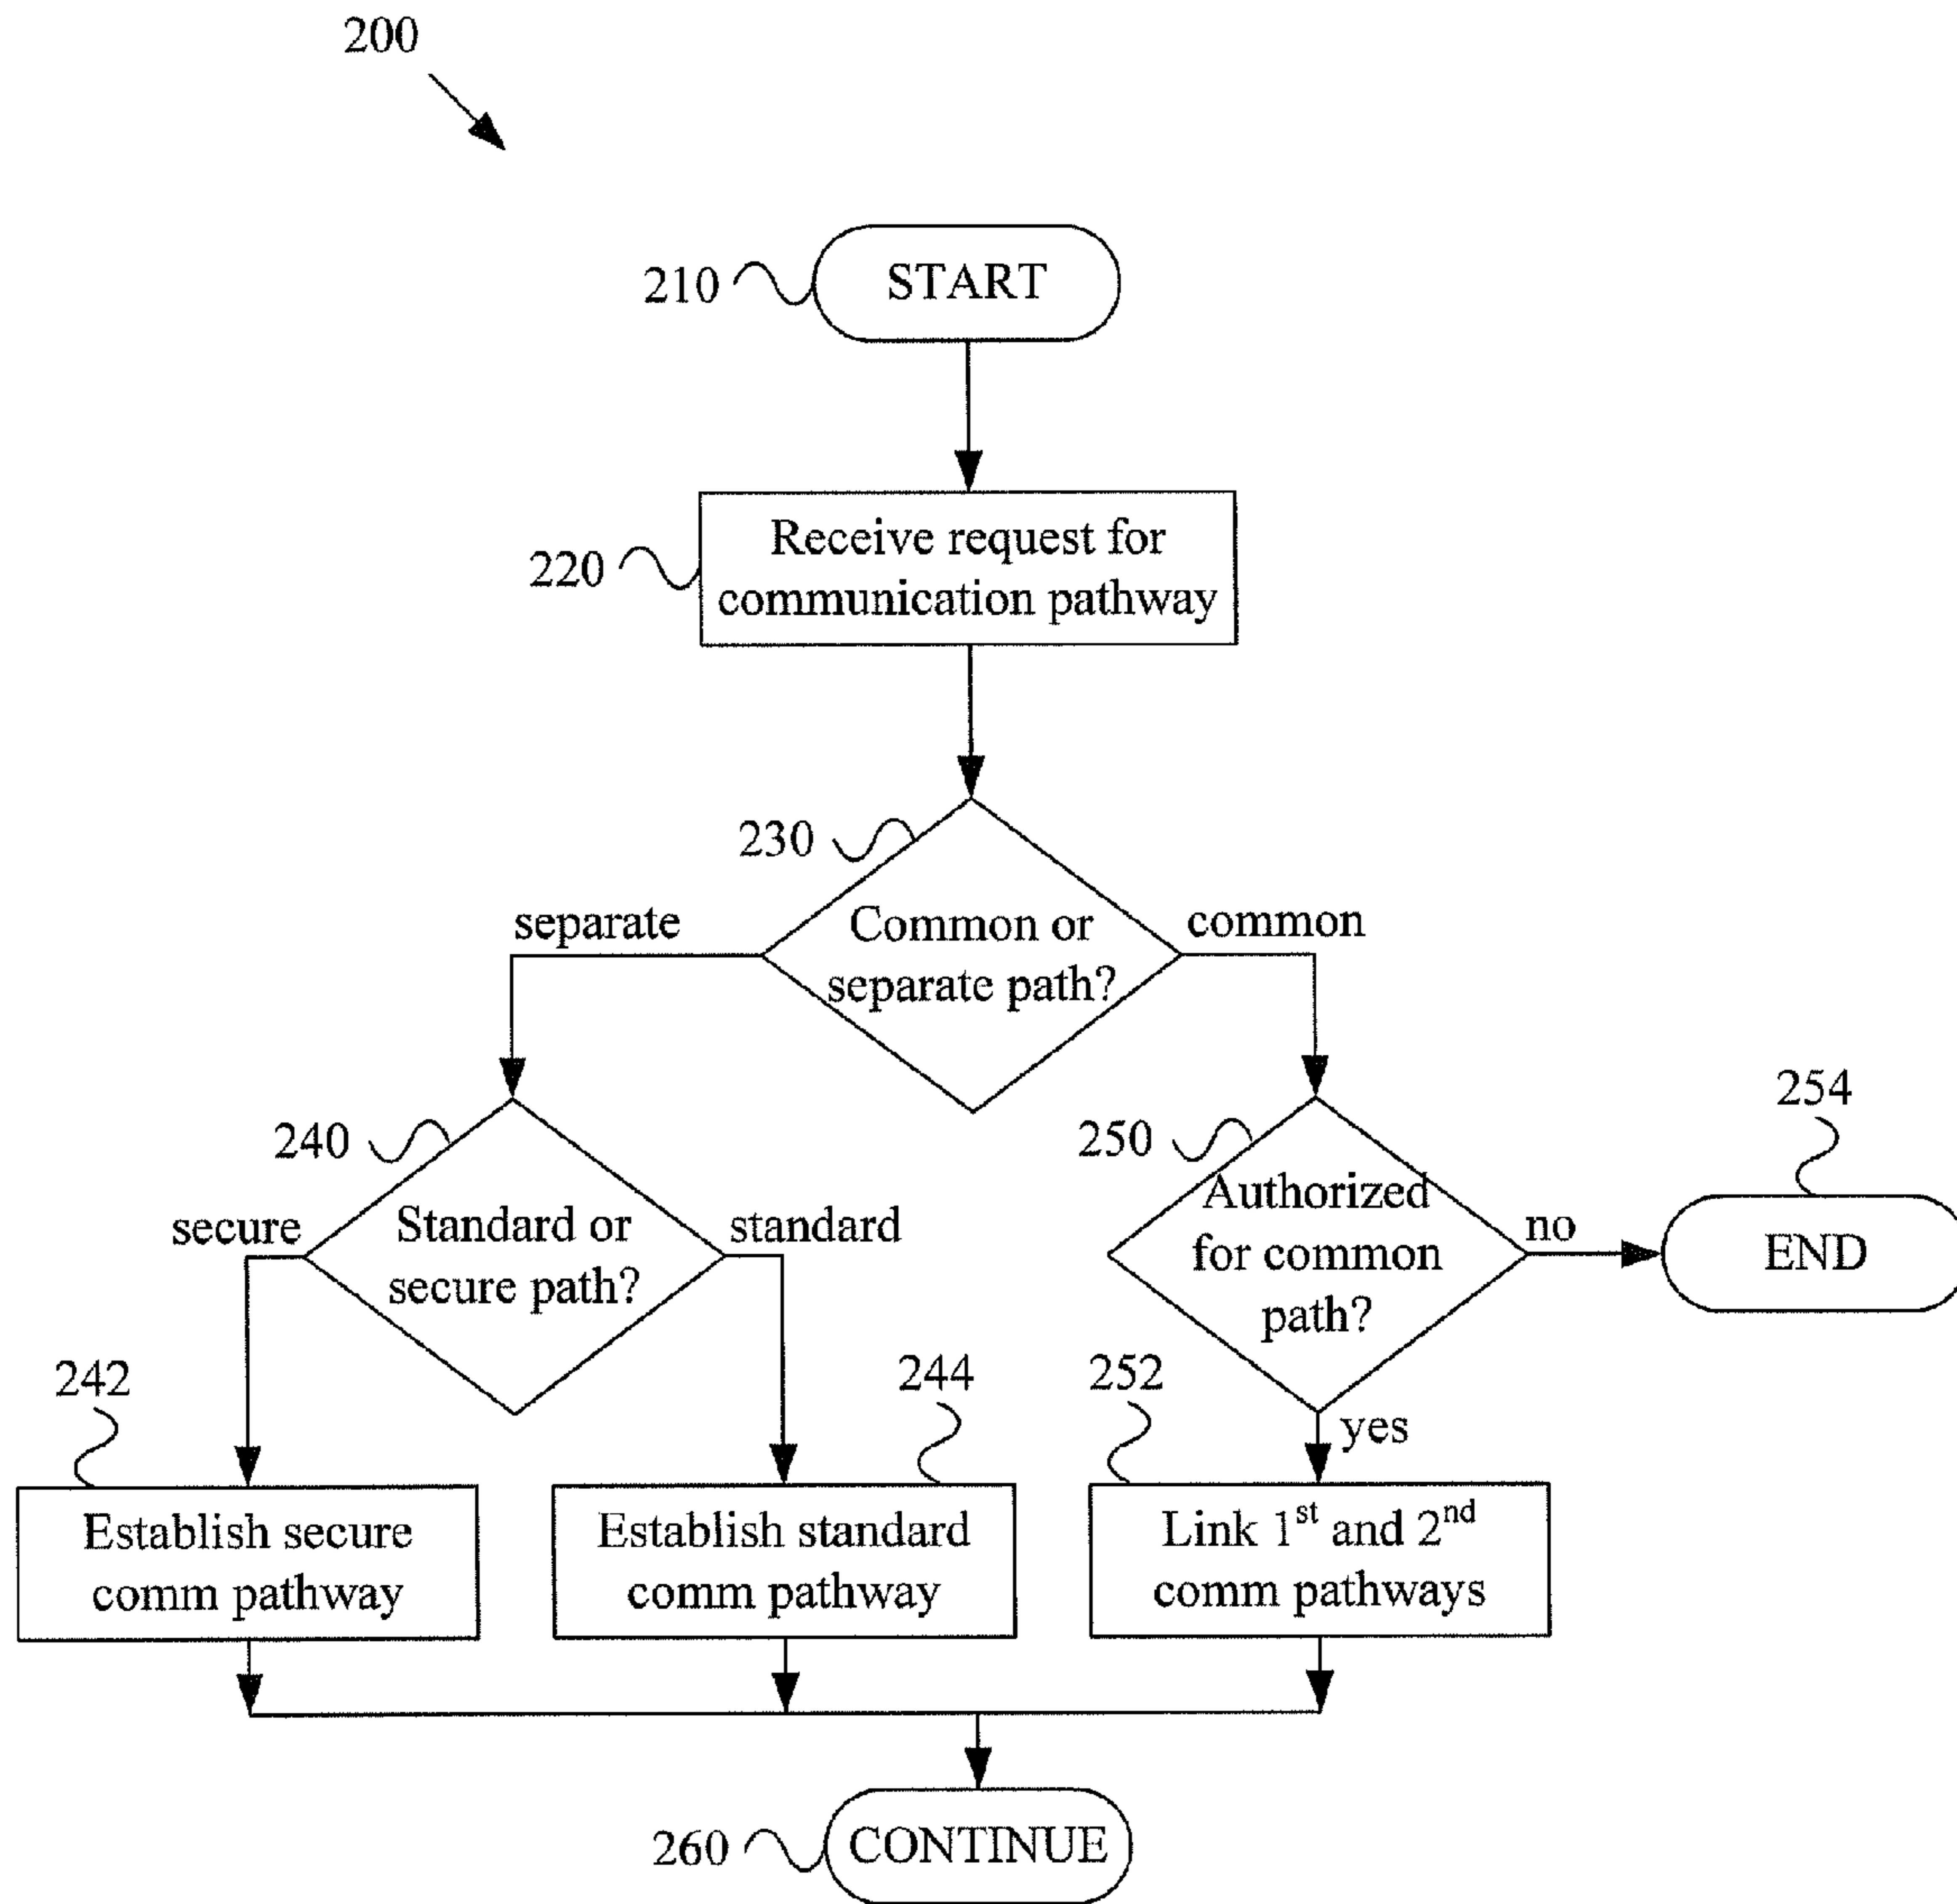 200
210
START
220
Receive request for
communication pathway
230
Common or
separate path?
separate
common
240
Standard or
secure path?
secure
standard
250
Authorized
for common
path?
no
254
END
yes
242
Establish secure
comm pathway
244
Establish standard
comm pathway
252
Link 1st and 2nd
comm pathways
260
CONTINUE